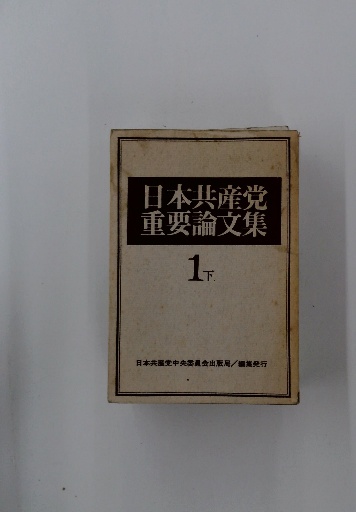 日本共産党
重要論文集
1下
日本共産党中央委員会出版局/編集発行